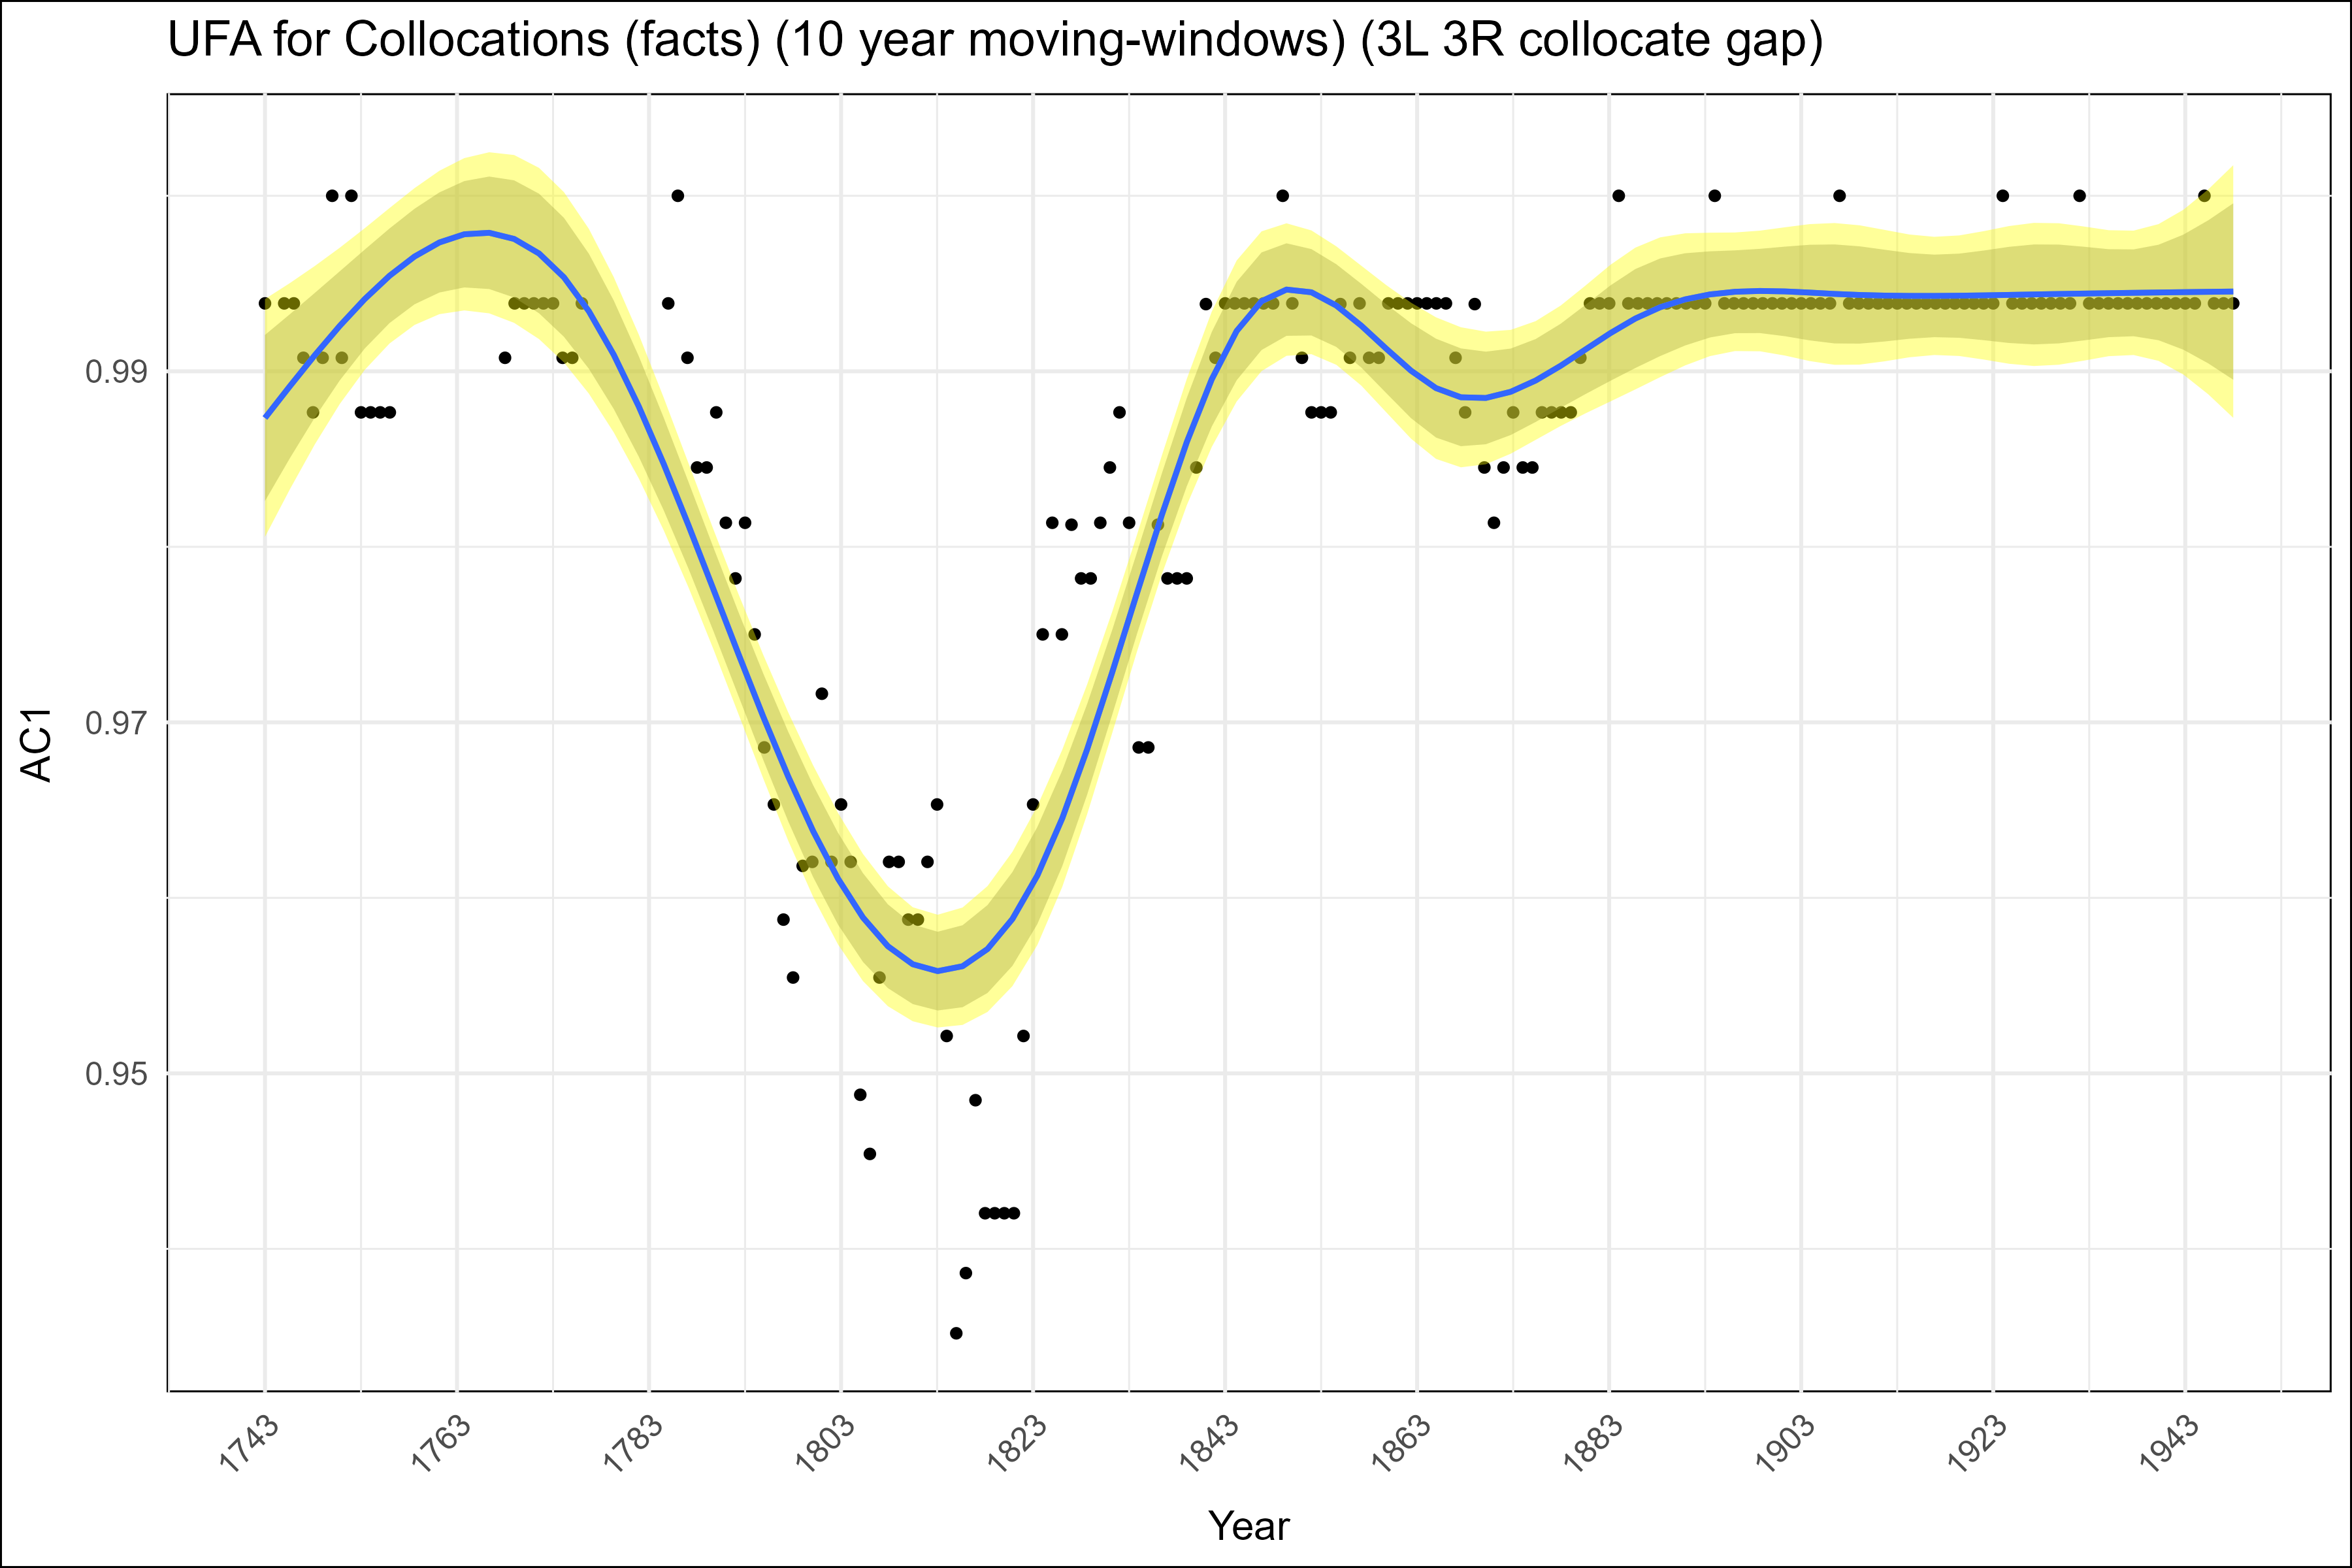 UFA for Collocations (facts) (10 year moving-windows) (3L 3R collocate gap)
0.99
0.97
0.95
AC1
1743 1763 1783 1803 1823 1843 1863 1883 1903 1923 1943
Year